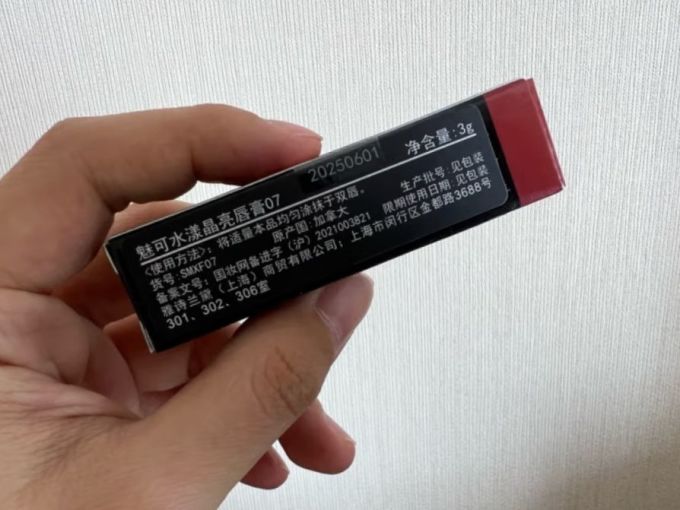 20250601
魅可水漾晶亮唇膏07
净含量:3g
<使用方法>:将适量本品均匀涂抹于双唇。
生产批号:见包装
货号:SMXF07
原产国:加拿大
限期使用日期:见包装
备案文号:国妆网备进字(沪)2021003821
雅诗兰黛(上海)商贸有限公司:上海市闵行区金都路3688号
301、302、306室